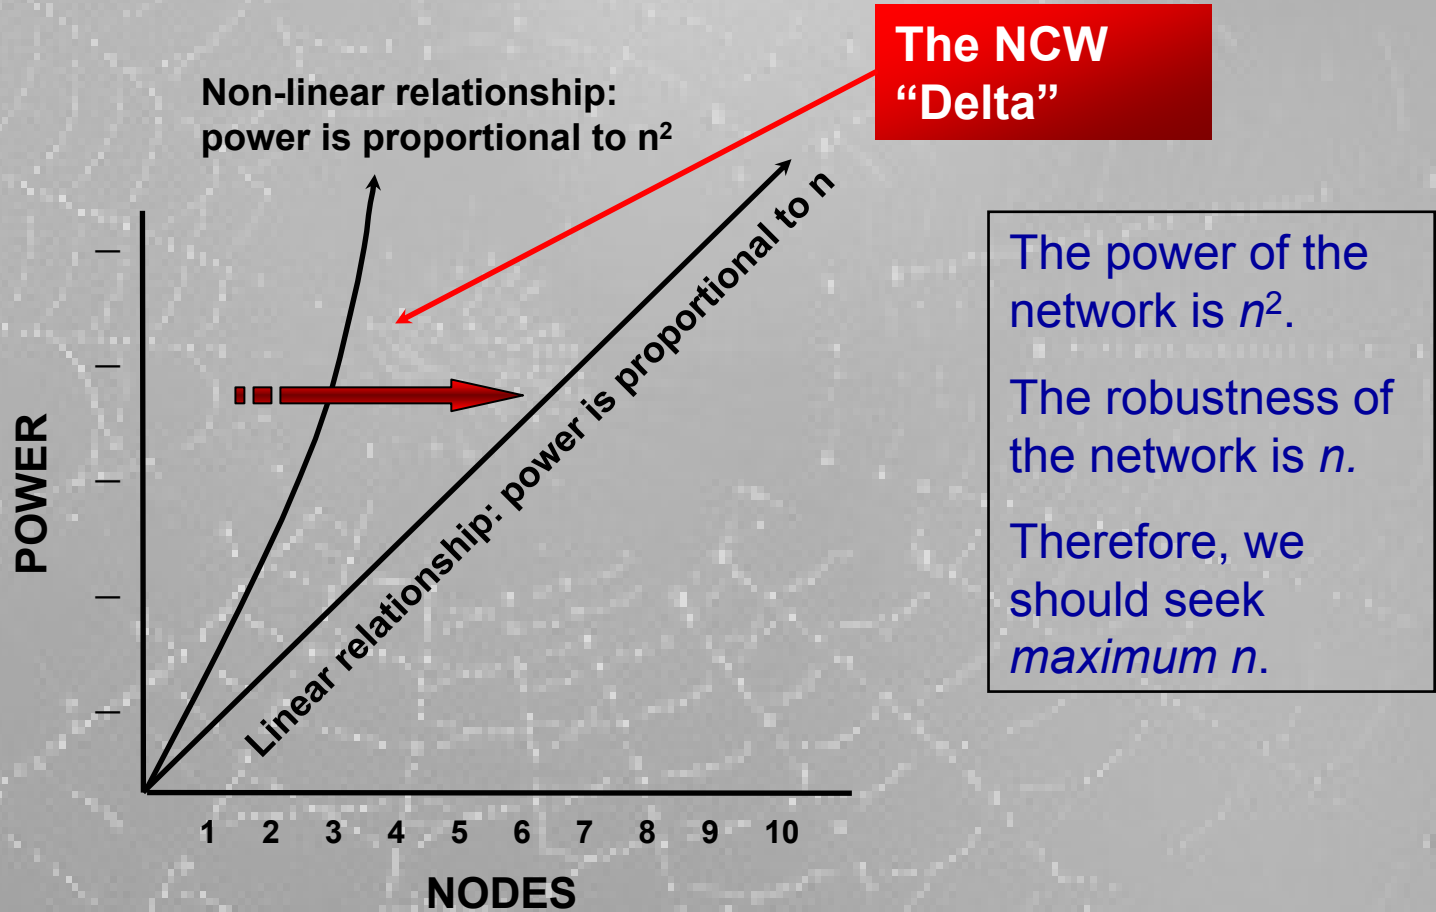 The NCW
“Delta”
Non-linear relationship:
power is proportional to n²
Linear relationship: power is proportional to n
The power of the
network is n².
The robustness of
the network is n.
Therefore, we
should seek
maximum n.
POWER
1 2 3 4 5 6 7 8 9 10
NODES